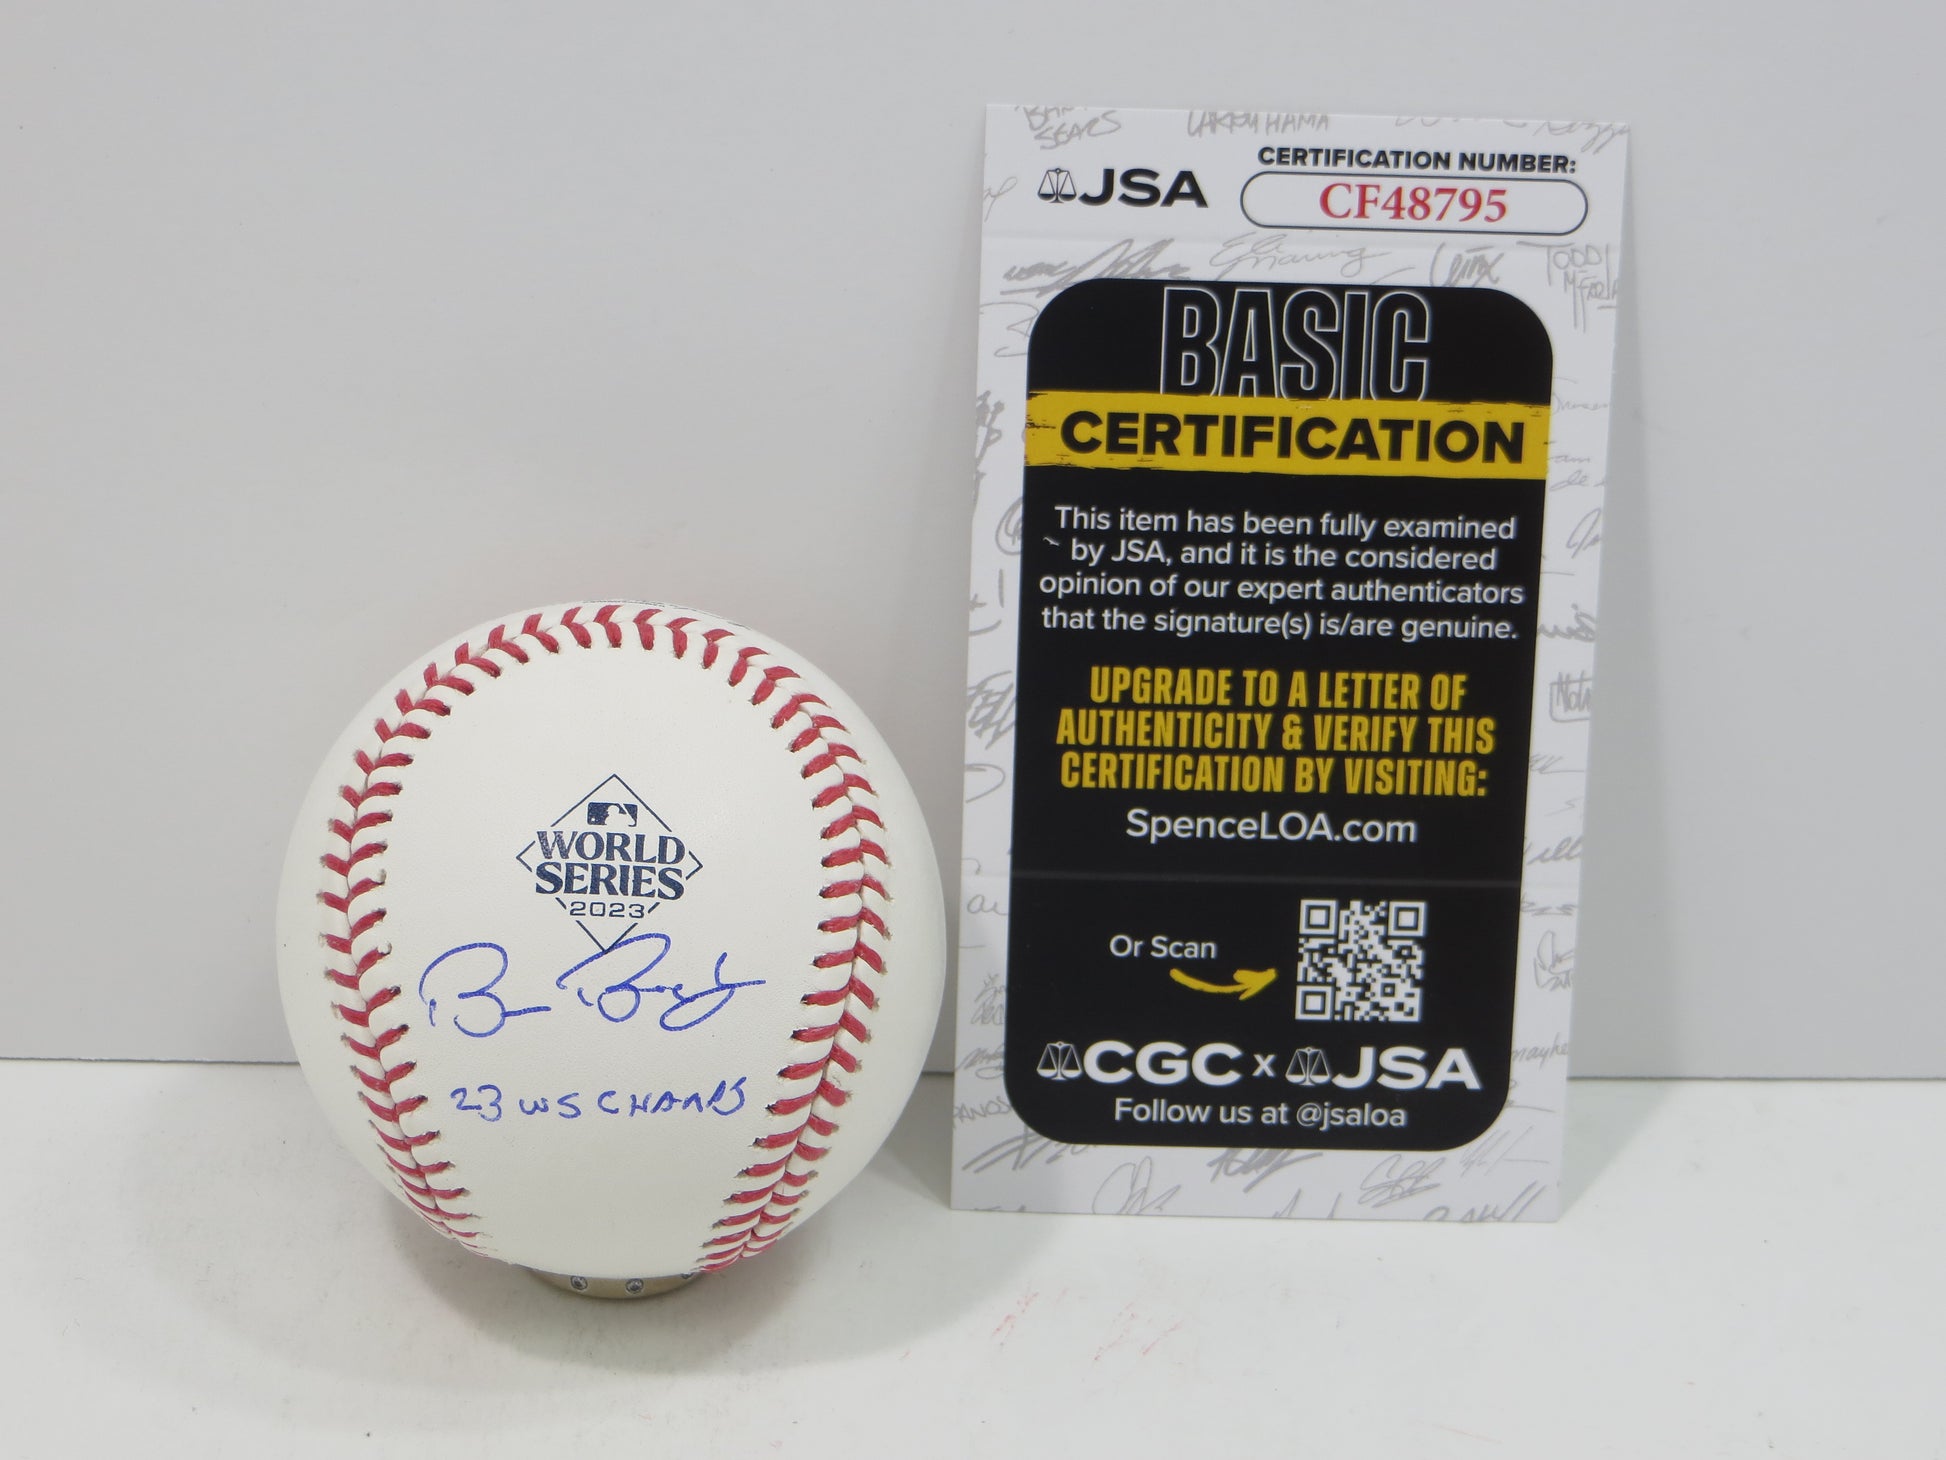 WORLD
SERIES
2023
23 WS CHAMPS
JSA
CERTIFICATION NUMBER:
CF48795
BASIC
CERTIFICATION
This item has been fully examined
by JSA, and it is the considered
opinion of our expert authenticators
that the signature(s) is/are genuine.
UPGRADE TO A LETTER OF
AUTHENTICITY & VERIFY THIS
CERTIFICATION BY VISITING:
SpenceLOA.com
Or Scan
CGC x JSA
Follow us at @jsaloa